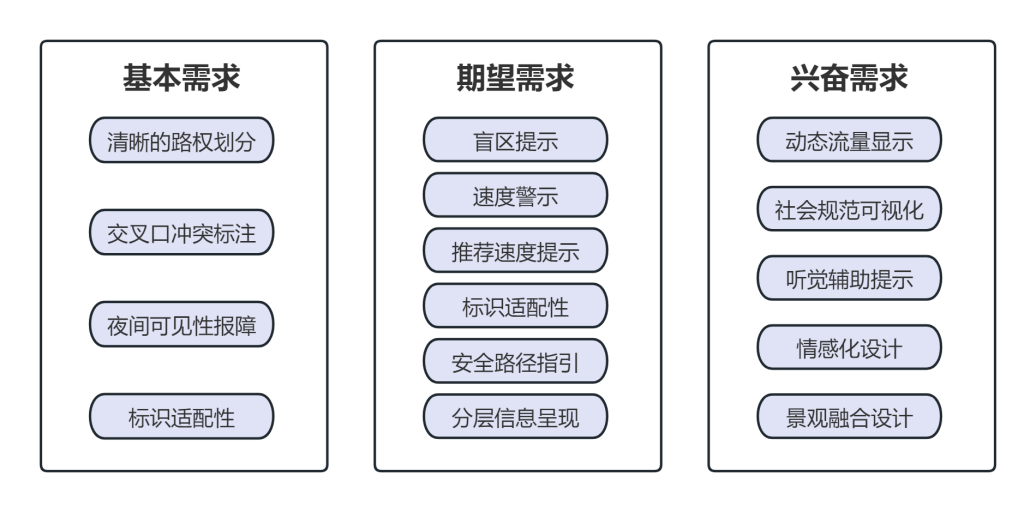 基本需求
清晰的路权划分
交叉口冲突标注
夜间可见性报障
标识适配性
期望需求
盲区提示
速度警示
推荐速度提示
标识适配性
安全路径指引
分层信息呈现
兴奋需求
动态流量显示
社会规范可视化
听觉辅助提示
情感化设计
景观融合设计